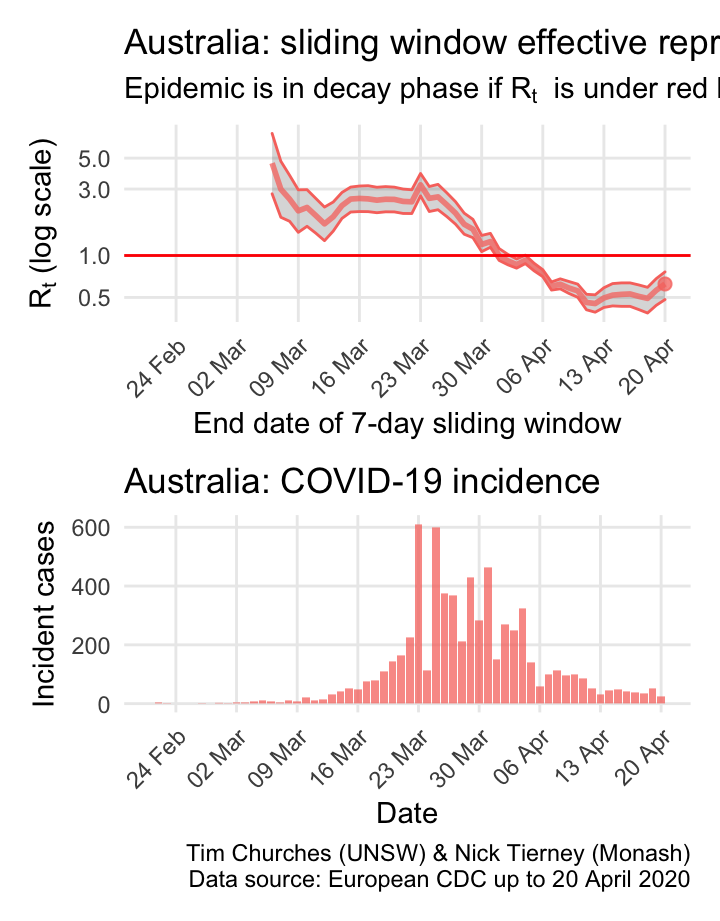 Australia: sliding window effective repr
Epidemic is in decay phase if Rt is under red
5.0
3.0
1.0
0.5
Rt (log scale)
24 Feb
02 Mar
09 Mar
16 Mar
23 Mar
30 Mar
06 Apr
13 Apr
20 Apr
End date of 7-day sliding window
Australia: COVID-19 incidence
600
400
200
0
Incident cases
24 Feb
02 Mar
09 Mar
16 Mar
23 Mar
30 Mar
06 Apr
13 Apr
20 Apr
Date
Tim Churches (UNSW) & Nick Tierney (Monash)
Data source: European CDC up to 20 April 2020